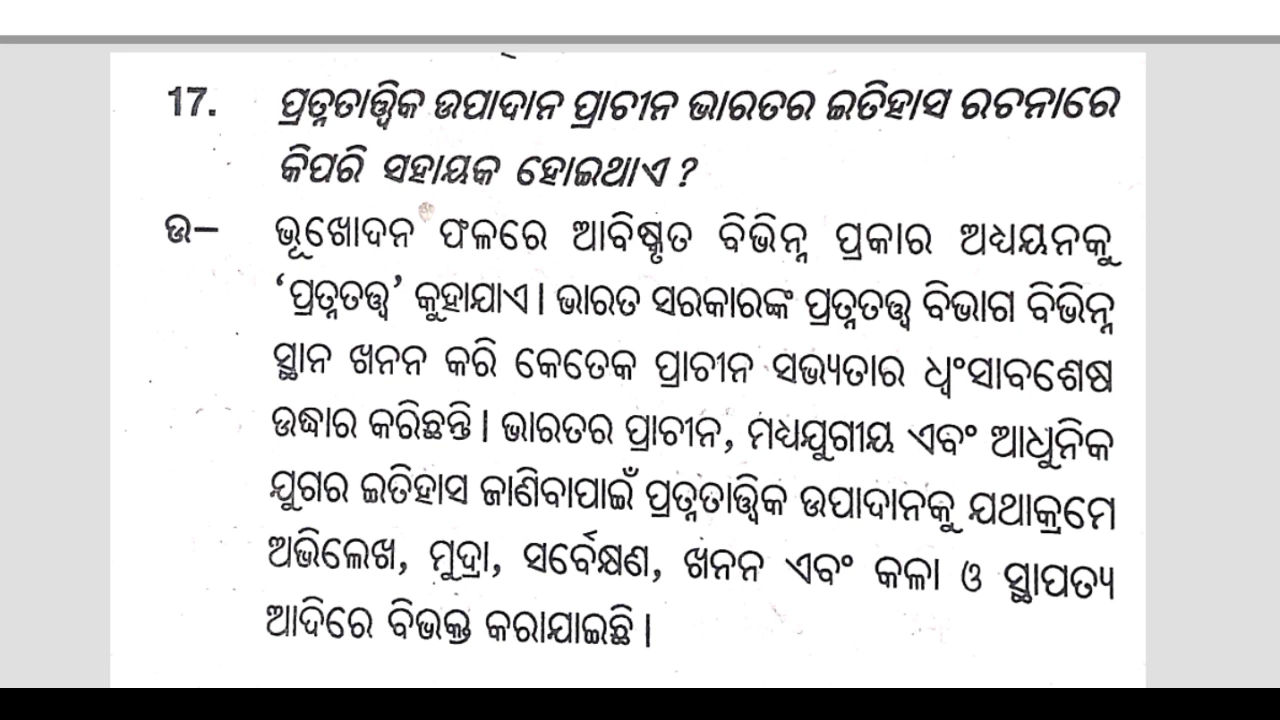 17. ପ୍ରତ୍ନତାତ୍ତ୍ୱିକ ଉପାଦାନ ପ୍ରାଚୀନ ଭାରତର ଇତିହାସ ରଚନାରେ
କିପରି ସହାୟକ ହୋଇଥାଏ ?
ଉ– ଭୂଖୋଦନ ଫଳରେ ଆବିଷ୍କୃତ ବିଭିନ୍ନ ପ୍ରକାର ଅଧ୍ୟୟନକୁ
‘ପ୍ରତ୍ନତତ୍ତ୍ୱ’ କୁହାଯାଏ। ଭାରତ ସରକାରଙ୍କ ପ୍ରତ୍ନତତ୍ତ୍ୱ ବିଭାଗ ବିଭିନ୍ନ
ସ୍ଥାନ ଖନନ କରି କେତେକ ପ୍ରାଚୀନ ସଭ୍ୟତାର ଧ୍ୱଂସାବଶେଷ
ଉଦ୍ଧାର କରିଛନ୍ତି। ଭାରତର ପ୍ରାଚୀନ, ମଧ୍ୟଯୁଗୀୟ ଏବଂ ଆଧୁନିକ
ଯୁଗର ଇତିହାସ ଜାଣିବାପାଇଁ ପ୍ରତ୍ନତାତ୍ତ୍ୱିକ ଉପାଦାନକୁ ଯଥାକ୍ରମେ
ଅଭିଲେଖ, ମୁଦ୍ରା, ସର୍ବେକ୍ଷଣ, ଖନନ ଏବଂ କଳା ଓ ସ୍ଥାପତ୍ୟ
ଆଦିରେ ବିଭକ୍ତ କରାଯାଇଛି।